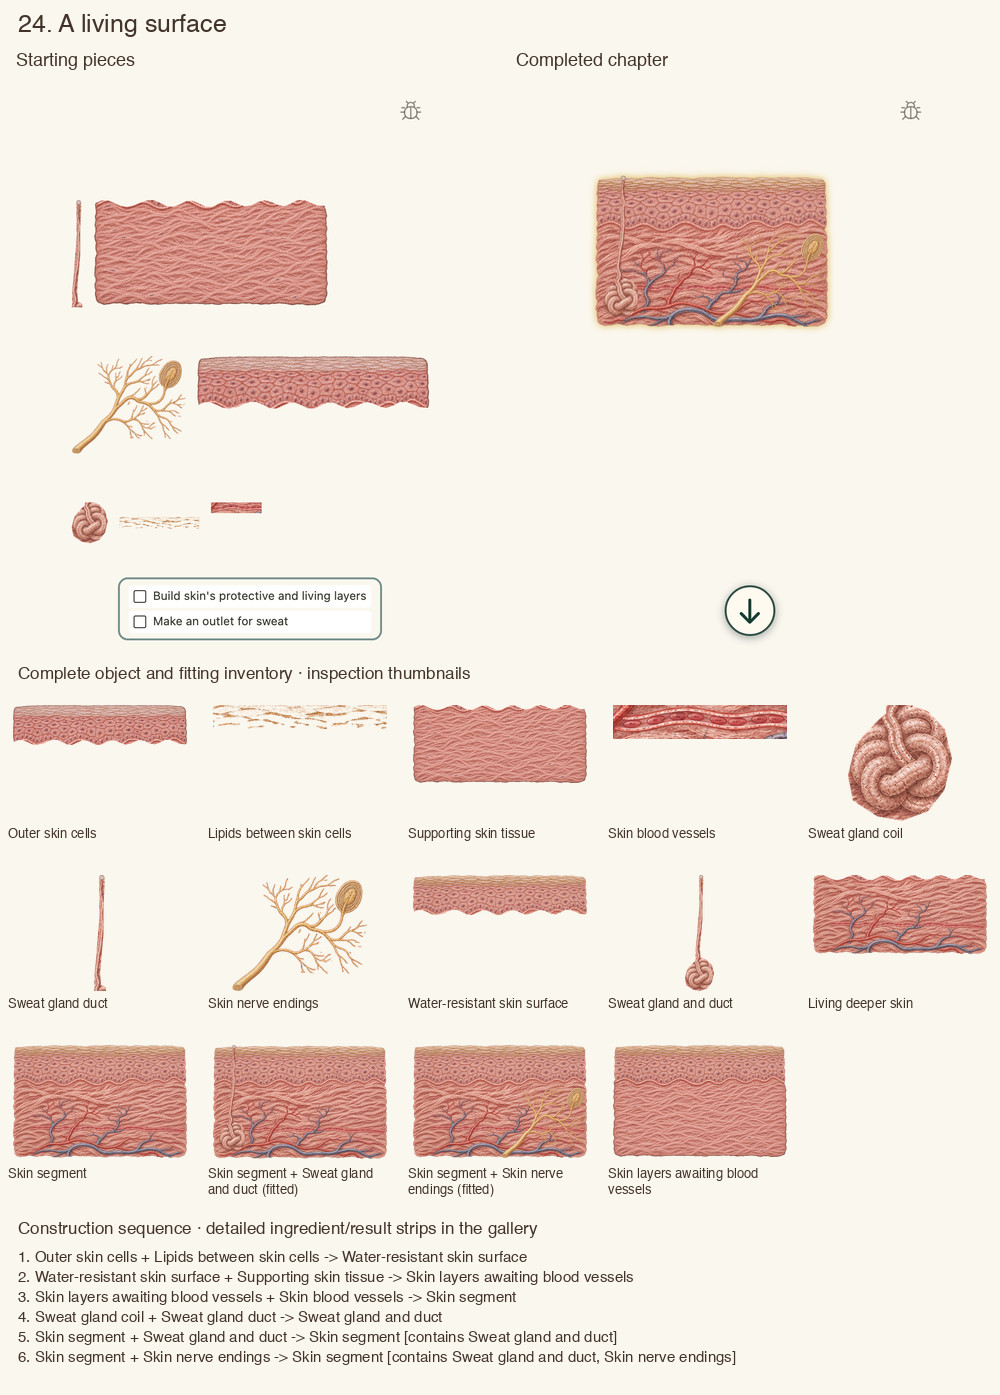 24. A living surface
Starting pieces
Completed chapter
Build skin's protective and living layers
Make an outlet for sweat
Complete object and fitting inventory · inspection thumbnails
Outer skin cells
Lipids between skin cells
Supporting skin tissue
Skin blood vessels
Sweat gland coil
Sweat gland duct
Skin nerve endings
Water-resistant skin surface
Sweat gland and duct
Living deeper skin
Skin segment
Skin segment + Sweat gland
and duct (fitted)
Skin segment + Skin nerve
endings (fitted)
Skin layers awaiting blood
vessels
Construction sequence · detailed ingredient/result strips in the gallery
1. Outer skin cells + Lipids between skin cells -> Water-resistant skin surface
2. Water-resistant skin surface + Supporting skin tissue -> Skin layers awaiting blood vessels
3. Skin layers awaiting blood vessels + Skin blood vessels -> Skin segment
4. Sweat gland coil + Sweat gland duct -> Sweat gland and duct
5. Skin segment + Sweat gland and duct -> Skin segment [contains Sweat gland and duct]
6. Skin segment + Skin nerve endings -> Skin segment [contains Sweat gland and duct, Skin nerve endings]